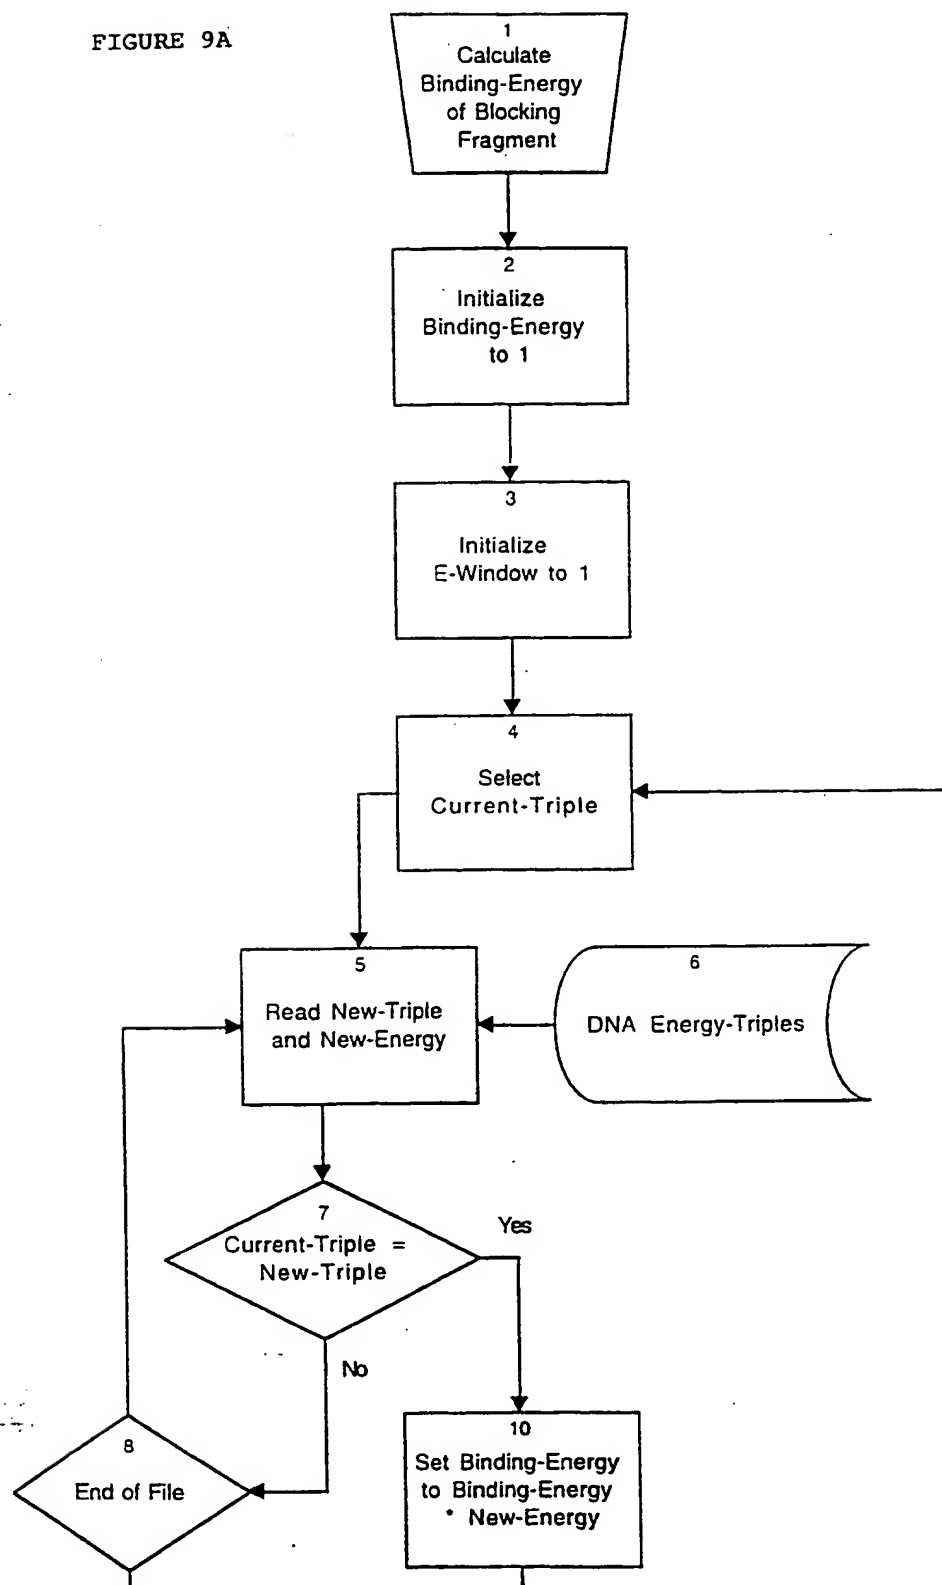 FIGURE 9A
1
Calculate
Binding-Energy
of Blocking
Fragment
2
Initialize
Binding-Energy
to 1
3
Initialize
E-Window to 1
4
Select
Current-Triple
5
Read New-Triple
and New-Energy
6
DNA Energy-Triples
7
Current-Triple =
New-Triple
Yes
No
8
End of File
10
Set Binding-Energy
to Binding-Energy
* New-Energy